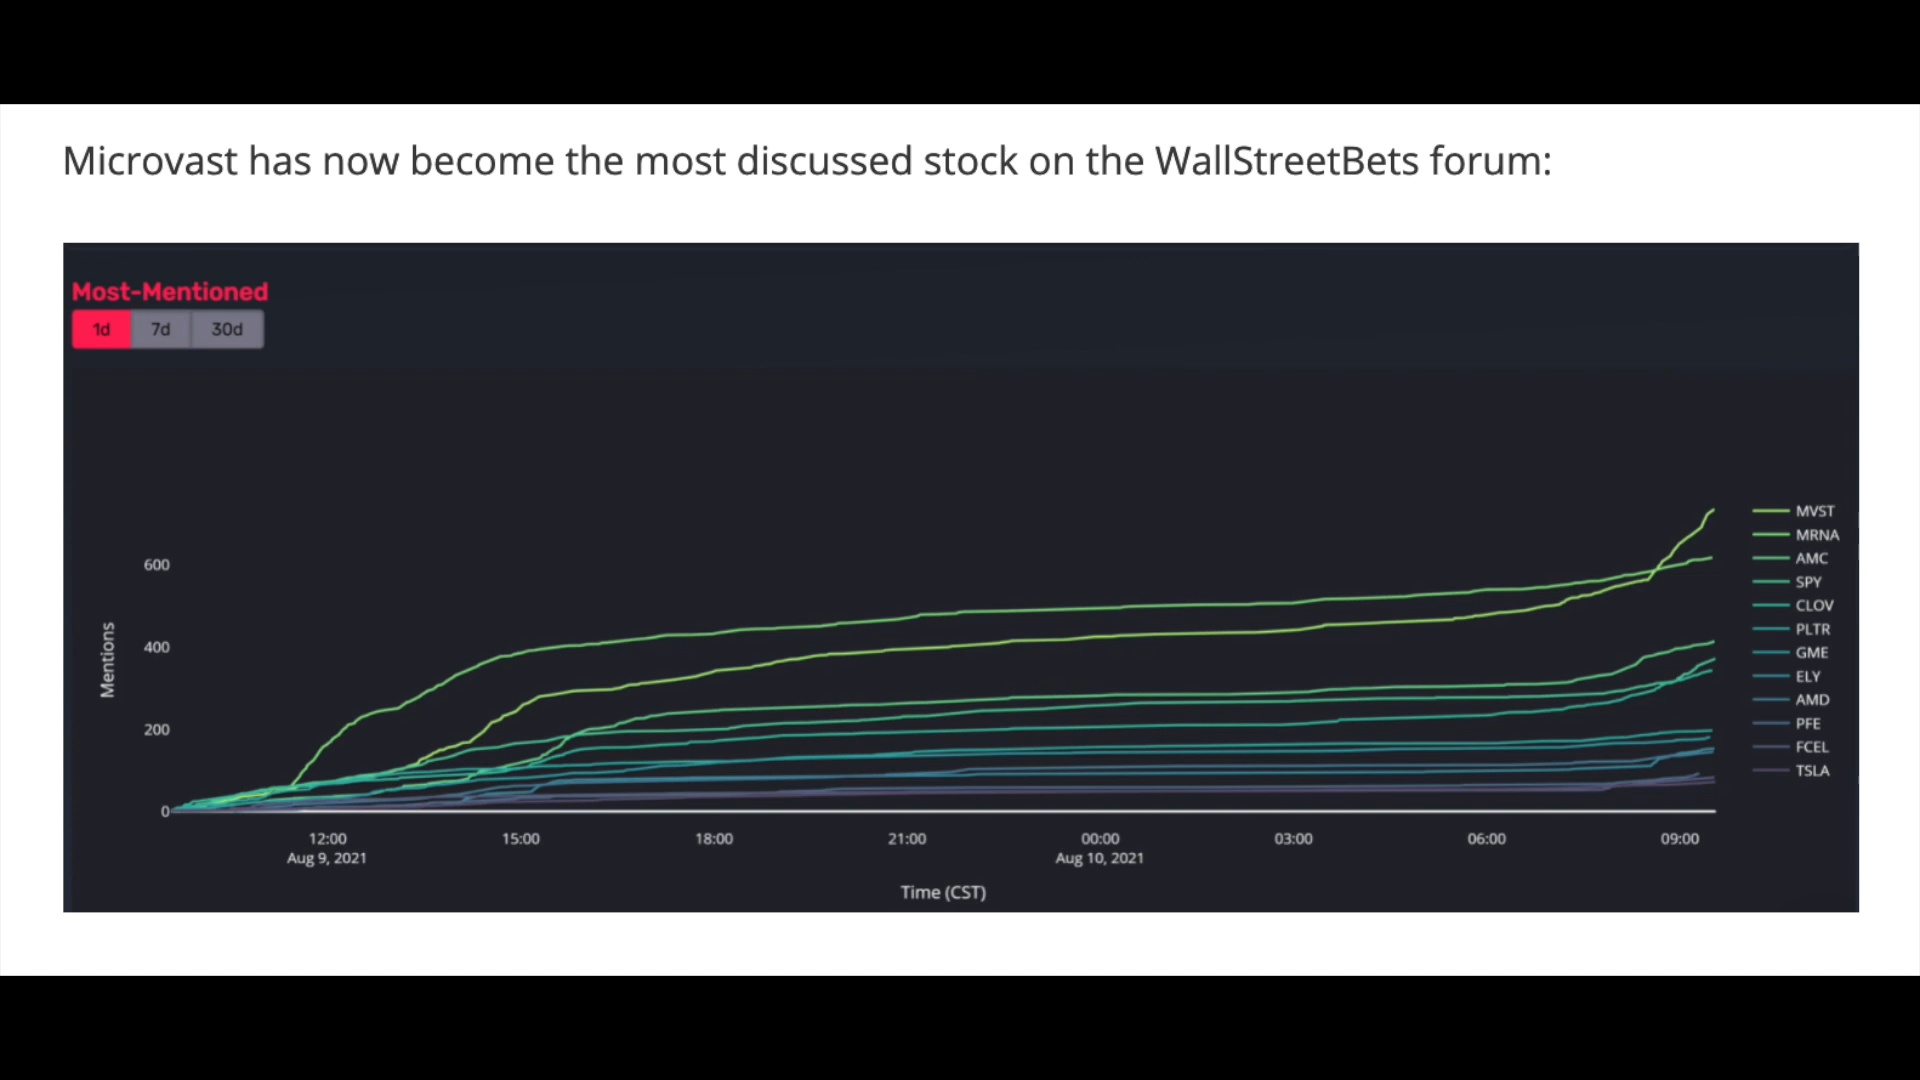 Microvast has now become the most discussed stock on the WallStreetBets forum:
Most-Mentioned
1d 7d 30d
Mentions
600
400
200
0
12:00 15:00 18:00 21:00 00:00 03:00 06:00 09:00
Aug 9, 2021 Aug 10, 2021
Time (CST)
MVST
MRNA
AMC
SPY
CLOV
PLTR
GME
ELY
AMD
PFE
FCEL
TSLA